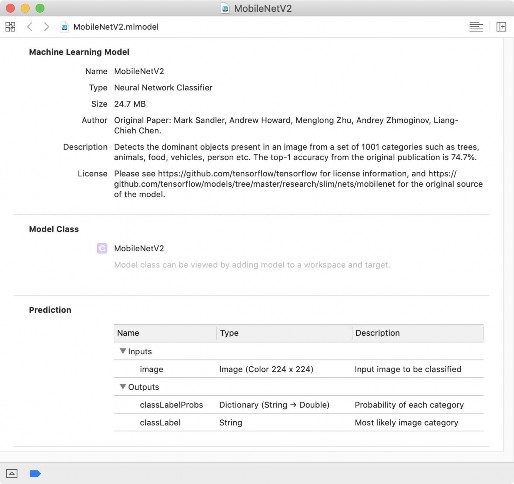 MobileNetV2
MobileNetV2.mlmodel
Machine Learning Model
Name MobileNetV2
Type Neural Network Classifier
Size 24.7 MB
Author Original Paper: Mark Sandler, Andrew Howard, Menglong Zhu, Andrey Zhmoginov, Liang-
Chieh Chen.
Description Detects the dominant objects present in an image from a set of 1001 categories such as trees,
animals, food, vehicles, person etc. The top-1 accuracy from the original publication is 74.7%.
License Please see https://github.com/tensorflow/tensorflow for license information, and https://
github.com/tensorflow/models/tree/master/research/slim/nets/mobilenet for the original source
of the model.
Model Class
C MobileNetV2
Model class can be viewed by adding model to a workspace and target.
Prediction
Name Type Description
Inputs
image Image (Color 224 x 224) Input image to be classified
Outputs
classLabelProbs Dictionary (String → Double) Probability of each category
classLabel String Most likely image category